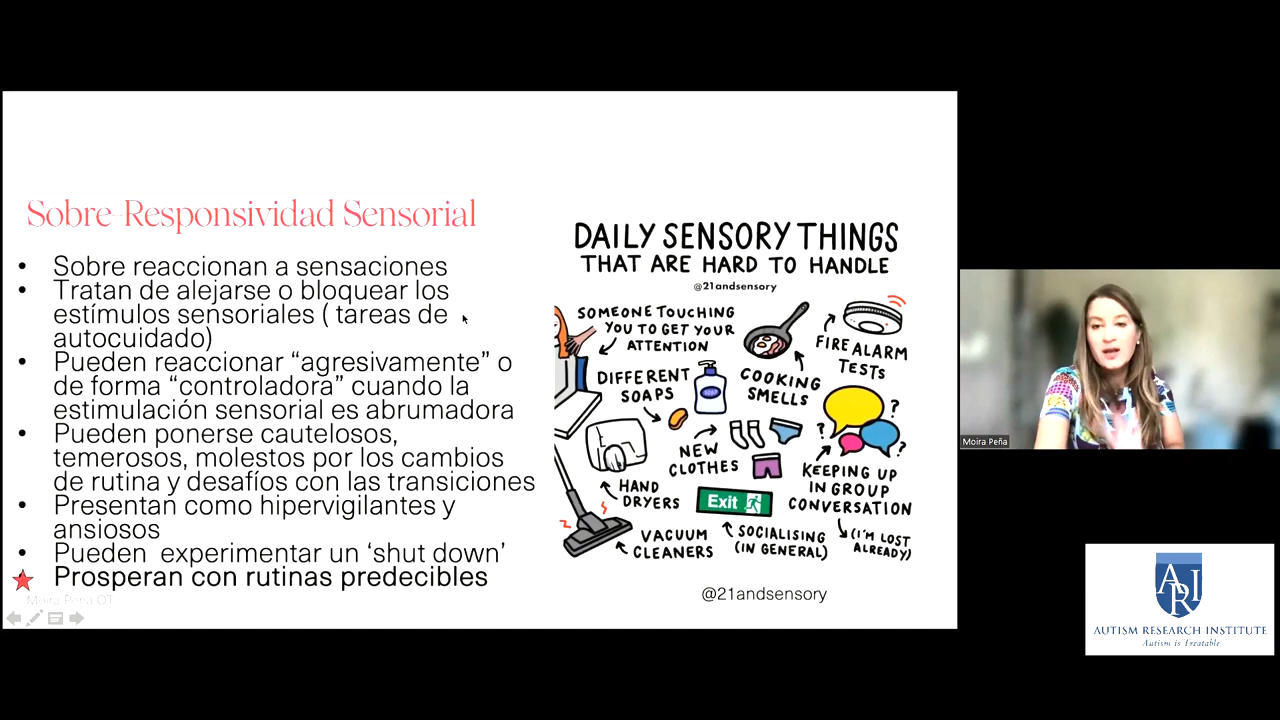 Sobre-Responsividad Sensorial
• Sobre reaccionan a sensaciones
• Tratan de alejarse o bloquear los
estímulos sensoriales ( tareas de
autocuidado)
• Pueden reaccionar “agresivamente” o
de forma “controladora” cuando la
estimulación sensorial es abrumadora
• Pueden ponerse cautelosos,
temerosos, molestos por los cambios
de rutina y desafíos con las transiciones
• Presentan como hipervigilantes y
ansiosos
• Pueden experimentar un ‘shut down’
Prosperan con rutinas predecibles
Moira Peña OT
DAILY SENSORY THINGS
THAT ARE HARD TO HANDLE
@21andsensory
SOMEONE TOUCHING
YOU TO GET YOUR
ATTENTION
FIRE ALARM
TESTS
DIFFERENT
SOAPS
COOKING
SMELLS
NEW
CLOTHES
? ? ?
KEEPING UP
IN GROUP
CONVERSATION
(I'M LOST
ALREADY)
HAND
DRYERS
Exit
SOCIALISING
(IN GENERAL)
VACUUM
CLEANERS
@21andsensory
Moira Peña
ARI
AUTISM RESEARCH INSTITUTE
Autism is Treatable